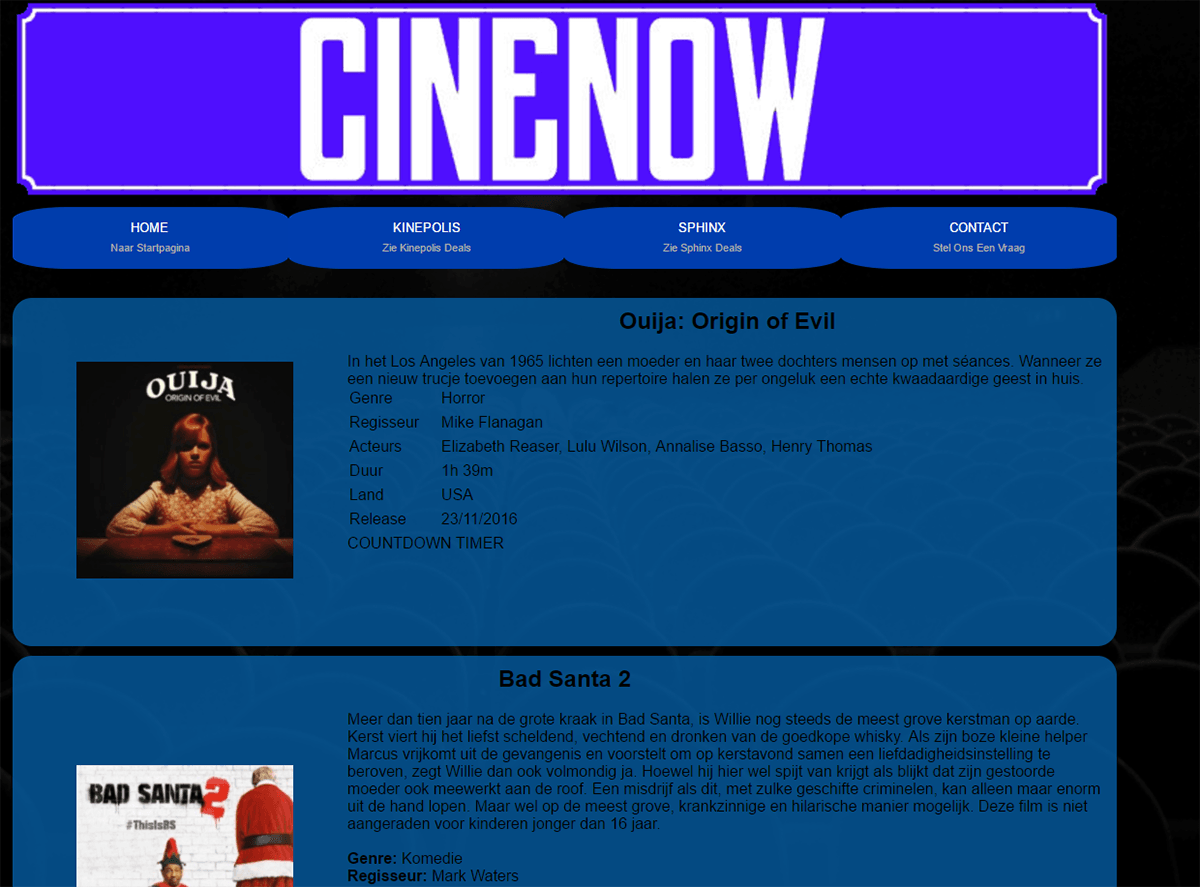 CINENOW
HOME
Naar Startpagina
KINEPOLIS
Zie Kinepolis Deals
SPHINX
Zie Sphinx Deals
CONTACT
Stel Ons Een Vraag
Ouija: Origin of Evil
OUIJA
ORIGIN OF EVIL
In het Los Angeles van 1965 lichten een moeder en haar twee dochters mensen op met séances. Wanneer ze
een nieuw trucje toevoegen aan hun repertoire halen ze per ongeluk een echte kwaadaardige geest in huis.
Genre Horror
Regisseur Mike Flanagan
Acteurs Elizabeth Reaser, Lulu Wilson, Annalise Basso, Henry Thomas
Duur 1h 39m
Land USA
Release 23/11/2016
COUNTDOWN TIMER
Bad Santa 2
BAD SANTA 2
#ThisIsBS
Meer dan tien jaar na de grote kraak in Bad Santa, is Willie nog steeds de meest grove kerstman op aarde.
Kerst viert hij het liefst scheldend, vechtend en dronken van de goedkope whisky. Als zijn boze kleine helper
Marcus vrijkomt uit de gevangenis en voorstelt om op kerstavond samen een liefdadigheidsinstelling te
beroven, zegt Willie dan ook volmondig ja. Hoewel hij hier wel spijt van krijgt als blijkt dat zijn gestoorde
moeder ook meewerkt aan de roof. Een misdrijf als dit, met zulke geschifte criminelen, kan alleen maar enorm
uit de hand lopen. Maar wel op de meest grove, krankzinnige en hilarische manier mogelijk. Deze film is niet
aangeraden voor kinderen jonger dan 16 jaar.
Genre: Komedie
Regisseur: Mark Waters